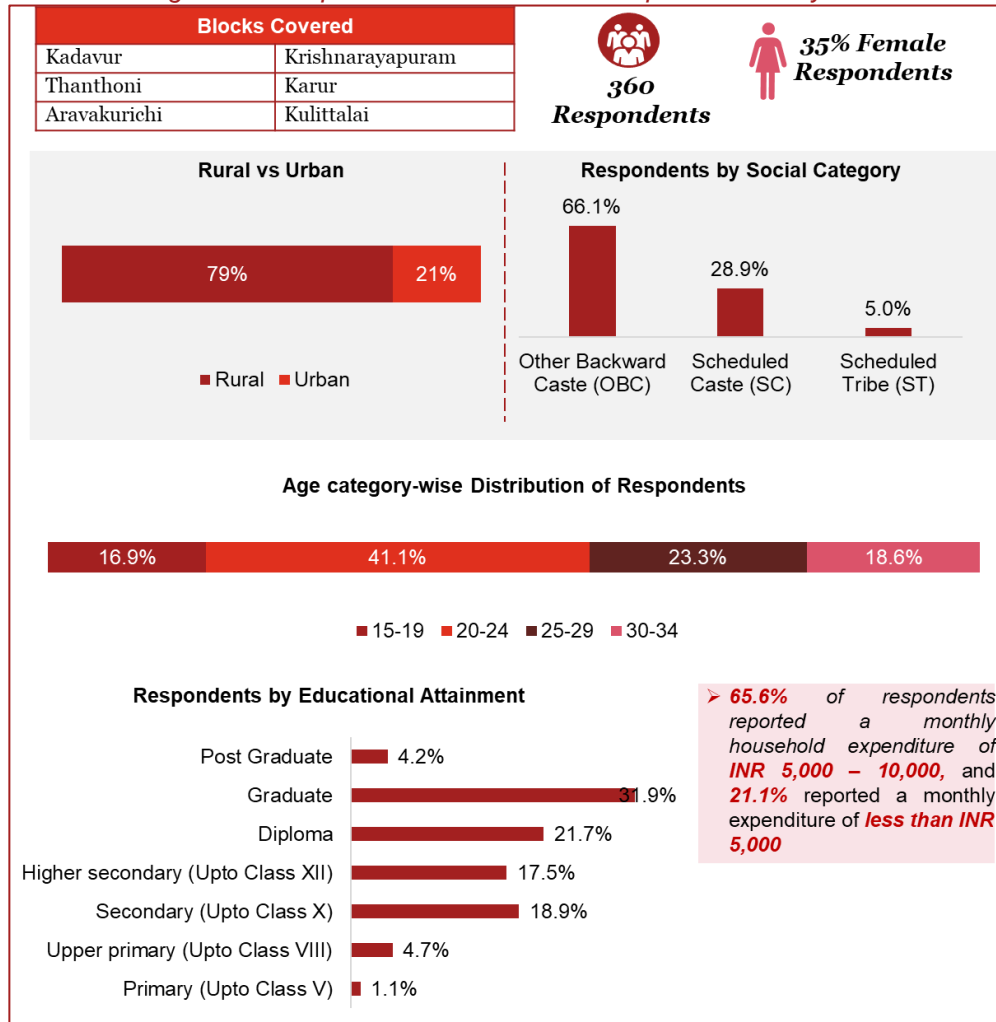 Blocks Covered
Kadavur Krishnarayapuram
Thanthoni Karur
Aravakurichi Kulittalai
360
Respondents
35% Female
Respondents
Rural vs Urban
79% 21%
Rural Urban
Respondents by Social Category
66.1%
28.9%
5.0%
Other Backward
Caste (OBC)
Scheduled
Caste (SC)
Scheduled
Tribe (ST)
Age category-wise Distribution of Respondents
16.9% 41.1% 23.3% 18.6%
15-19 20-24 25-29 30-34
Respondents by Educational Attainment
Post Graduate 4.2%
Graduate 31.9%
Diploma 21.7%
Higher secondary (Upto Class XII) 17.5%
Secondary (Upto Class X) 18.9%
Upper primary (Upto Class VIII) 4.7%
Primary (Upto Class V) 1.1%
➢ 65.6% of respondents
reported a monthly
household expenditure of
INR 5,000 – 10,000, and
21.1% reported a monthly
expenditure of less than INR
5,000